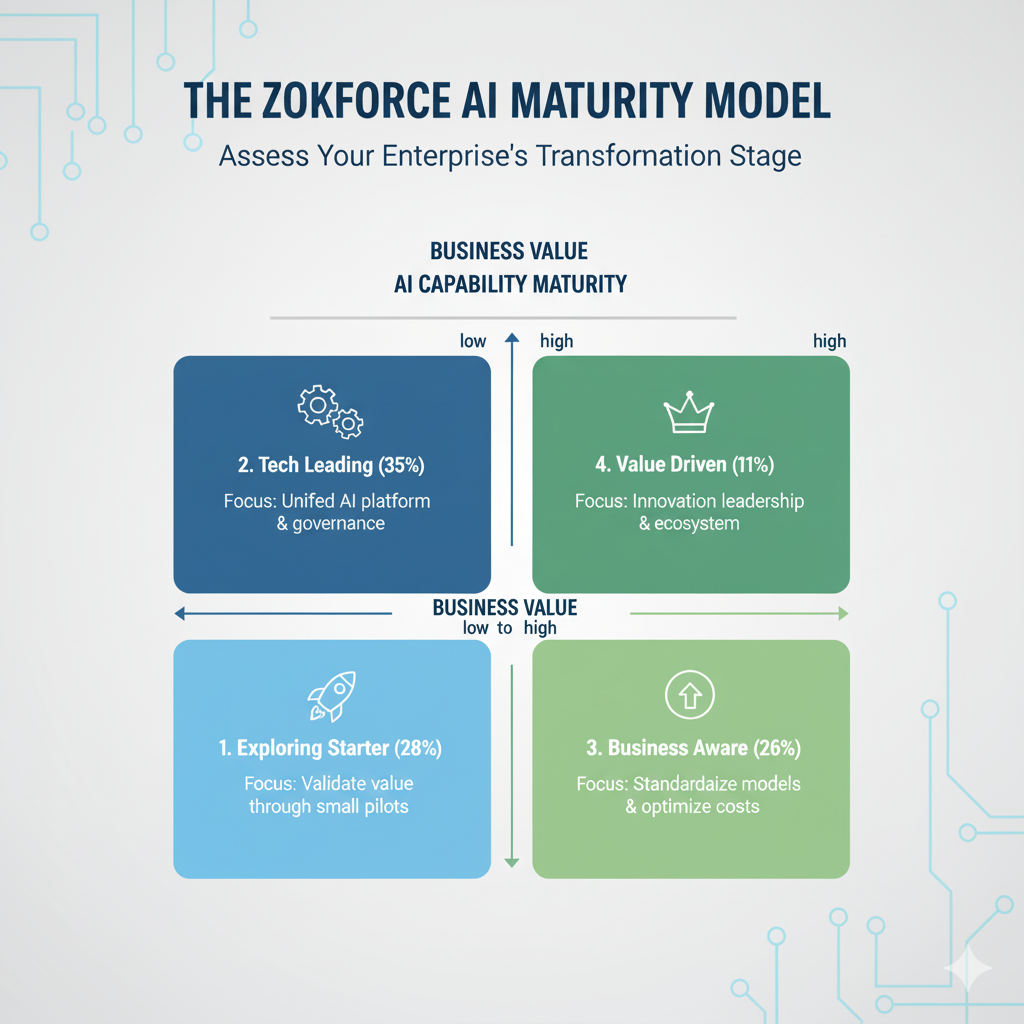 THE ZOKFORCE AI MATURITY MODEL
Assess Your Enterprise's Transfornation Stage
BUSINESS VALUE
AI CAPABILITY MATURITY
low high high
2. Tech Leading (35%)
Focus: Unifed AI platform
& governance
4. Value Driven (11%)
Focus: Innovation leadership
& ecosystem
BUSINESS VALUE
low to high
1. Exploring Starter (28%)
Focus: Validate value
through small pilots
3. Business Aware (26%)
Focus: Standardaize models
& optimize costs